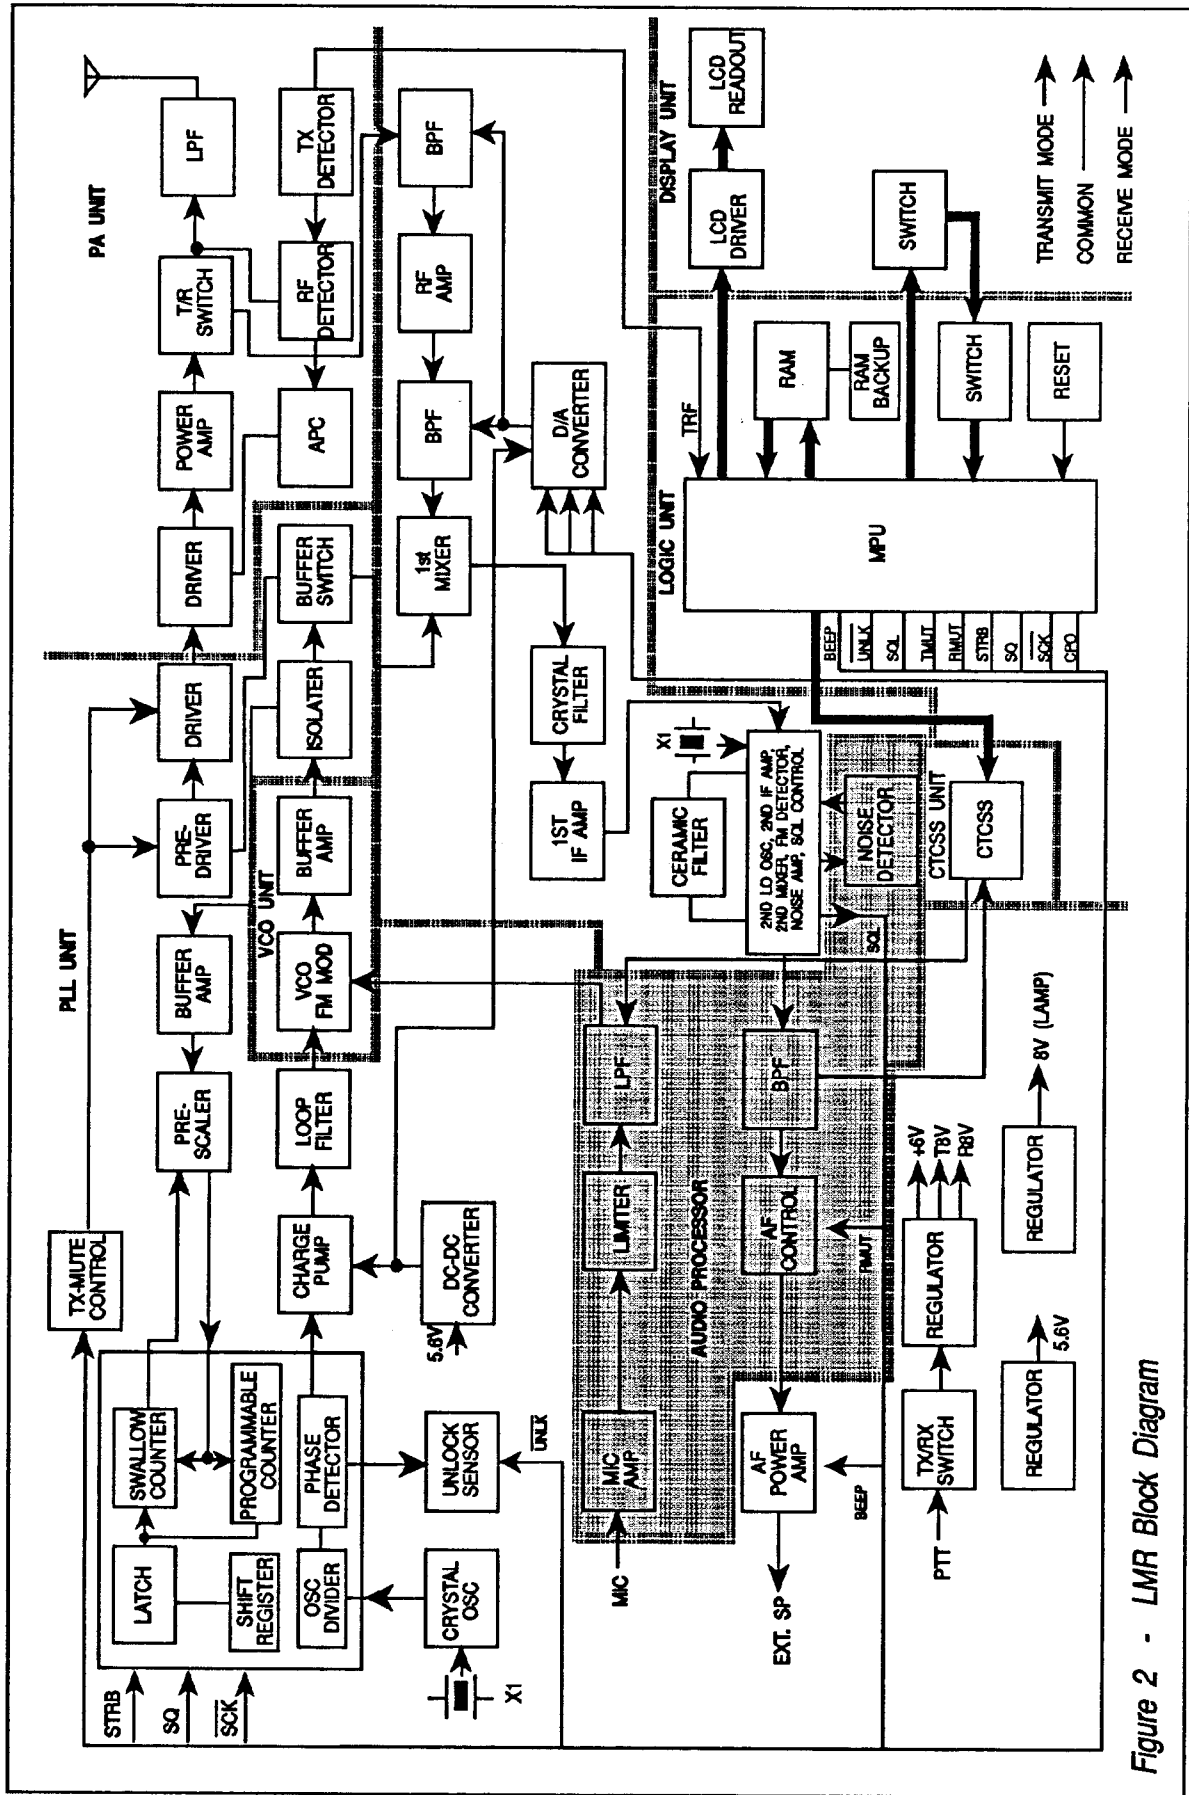 PA UNIT
LPF
T/R
SWITCH
POWER
AMP
DRIVER
TX
DETECTOR
RF
DETECTOR
APC
PLL UNIT
TX-MUTE
CONTROL
DRIVER
PRE-
DRIVER
BUFFER
AMP
PRE-
SCALER
SWALLOW
COUNTER
PROGRAMMABLE
COUNTER
LATCH
SHIFT
REGISTER
PHASE
DETECTOR
OSC
DIVIDER
STRB
SQ
SCK
BUFFER
SWITCH
ISOLATER
VCO UNIT
BUFFER
AMP
VCO
FM MOD
LOOP
FILTER
CHARGE
PUMP
DC-DC
CONVERTER
5.6V
UNLOCK
SENSOR
UNLK
CRYSTAL
OSC
X1
BPF
RF
AMP
BPF
1st
MIXER
D/A
CONVERTER
CRYSTAL
FILTER
1ST
IF AMP
X1
CERAMIC
FILTER
2ND LO OSC, 2ND IF AMP,
2ND MIXER, FM DETECTOR,
NOISE AMP, SQL CONTROL
NOISE
DETECTOR
SQL
CTCSS UNIT
CTCSS
LPF
LIMITER
MIC
AMP
MIC
AUDIO PROCESSOR
BPF
AF
CONTROL
RMUT
AF
POWER
AMP
BEEP
EXT. SP
DISPLAY UNIT
LCD
READOUT
LCD
DRIVER
SWITCH
LOGIC UNIT
TRF
RAM
RAM
BACKUP
SWITCH
RESET
MPU
BEEP
UNLK
SQL
TMUT
RMUT
STRB
SQ
SCK
CPO
TRANSMIT MODE
COMMON
RECEIVE MODE
PTT
TX/RX
SWITCH
REGULATOR
+6V
T8V
R8V
REGULATOR
5.6V
REGULATOR
8V (LAMP)
Figure 2 - LMR Block Diagram